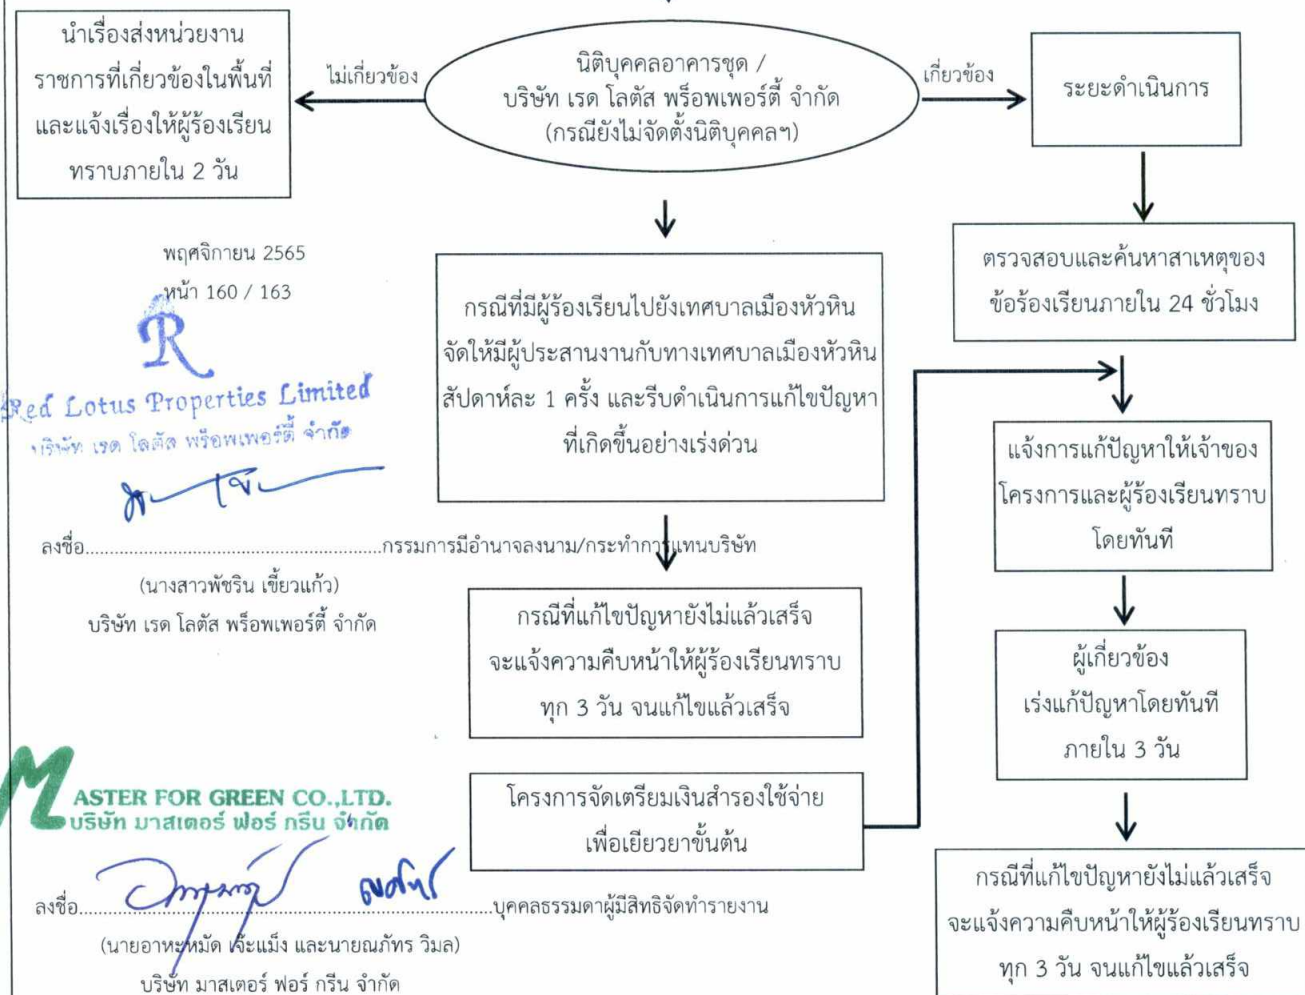 นำเรื่องส่งหน่วยงาน
ราชการที่เกี่ยวข้องในพื้นที่
และแจ้งเรื่องให้ผู้ร้องเรียน
ทราบภายใน 2 วัน
ไม่เกี่ยวข้อง
นิติบุคคลอาคารชุด /
บริษัท เรด โลตัส พร็อพเพอร์ตี้ จำกัด
(กรณียังไม่จัดตั้งนิติบุคคลฯ)
เกี่ยวข้อง
ระยะดำเนินการ
ตรวจสอบและค้นหาสาเหตุของ
ข้อร้องเรียนภายใน 24 ชั่วโมง
พฤศจิกายน 2565
หน้า 160 / 163
R
Red Lotus Properties Limited
บริษัท เรด โลตัส พร็อพเพอร์ตี้ จำกัด
กรณีที่มีผู้ร้องเรียนไปยังเทศบาลเมืองหัวหิน
จัดให้มีผู้ประสานงานกับทางเทศบาลเมืองหัวหิน
สัปดาห์ละ 1 ครั้ง และรีบดำเนินการแก้ไขปัญหา
ที่เกิดขึ้นอย่างเร่งด่วน
แจ้งการแก้ปัญหาให้เจ้าของ
โครงการและผู้ร้องเรียนทราบ
โดยทันที
ลงชื่อ..........................................................กรรมการมีอำนาจลงนาม/กระทำการแทนบริษัท
(นางสาวพัชริน เขี้ยวแก้ว)
บริษัท เรด โลตัส พร็อพเพอร์ตี้ จำกัด
กรณีที่แก้ไขปัญหายังไม่แล้วเสร็จ
จะแจ้งความคืบหน้าให้ผู้ร้องเรียนทราบ
ทุก 3 วัน จนแก้ไขแล้วเสร็จ
ผู้เกี่ยวข้อง
เร่งแก้ปัญหาโดยทันที
ภายใน 3 วัน
โครงการจัดเตรียมเงินสำรองใช้จ่าย
เพื่อเยียวยาขั้นต้น
MASTER FOR GREEN CO.,LTD.
บริษัท มาสเตอร์ ฟอร์ กรีน จำกัด
ลงชื่อ..........................................................บุคคลธรรมดาผู้มีสิทธิจัดทำรายงาน
(นายอาหะหมัด เจ๊ะแม็ง และนายณภัทร วิมล)
บริษัท มาสเตอร์ ฟอร์ กรีน จำกัด
กรณีที่แก้ไขปัญหายังไม่แล้วเสร็จ
จะแจ้งความคืบหน้าให้ผู้ร้องเรียนทราบ
ทุก 3 วัน จนแก้ไขแล้วเสร็จ